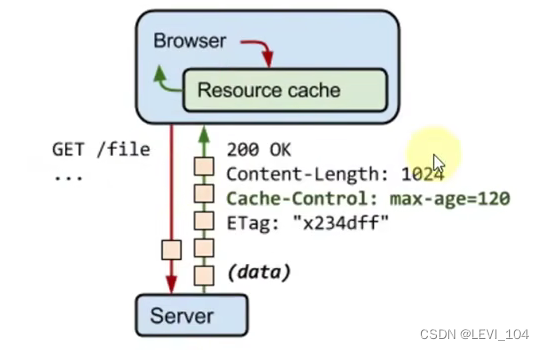 Browser
Resource cache
GET /file
...
200 OK
Content-Length: 1024
Cache-Control: max-age=120
ETag: "x234dff"
(data)
Server
CSDN @LEVI_104